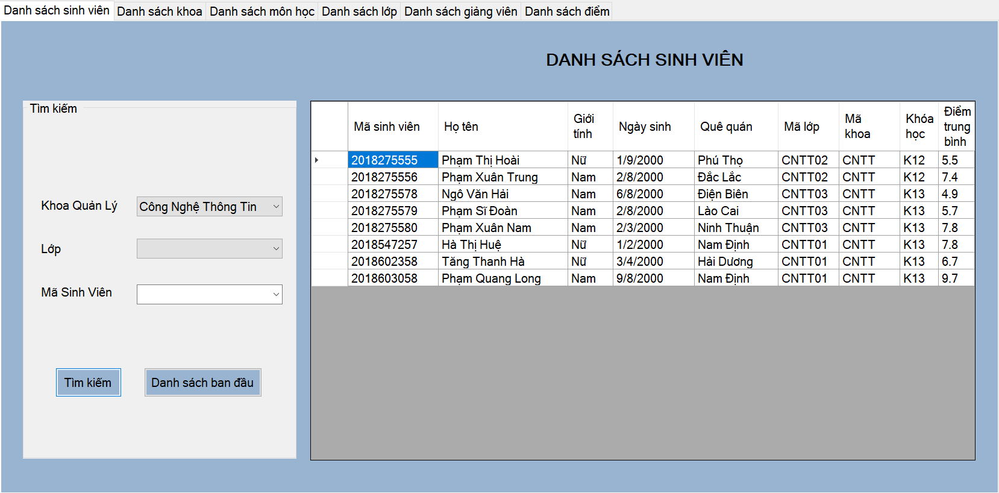 Danh sách sinh viên Danh sách khoa Danh sách môn học Danh sách lớp Danh sách giảng viên Danh sách điểm
DANH SÁCH SINH VIÊN
Tìm kiếm
Khoa Quản Lý Công Nghệ Thông Tin
Lớp
Mã Sinh Viên
Tìm kiếm Danh sách ban đầu
Mã sinh viên Họ tên Giới tính Ngày sinh Quê quán Mã lớp Mã khoa Khóa học Điểm trung bình
2018275555 Phạm Thị Hoài Nữ 1/9/2000 Phú Thọ CNTT02 CNTT K12 5.5
2018275556 Phạm Xuân Trung Nam 2/8/2000 Đắc Lắc CNTT02 CNTT K12 7.4
2018275578 Ngô Văn Hải Nam 6/8/2000 Điện Biên CNTT03 CNTT K13 4.9
2018275579 Phạm Sĩ Đoàn Nam 2/8/2000 Lào Cai CNTT03 CNTT K13 5.7
2018275580 Phạm Xuân Nam Nam 2/3/2000 Ninh Thuận CNTT03 CNTT K13 7.8
2018547257 Hà Thị Huệ Nữ 1/2/2000 Nam Định CNTT01 CNTT K13 7.8
2018602358 Tăng Thanh Hà Nữ 3/4/2000 Hải Dương CNTT01 CNTT K13 6.7
2018603058 Phạm Quang Long Nam 9/8/2000 Nam Định CNTT01 CNTT K13 9.7